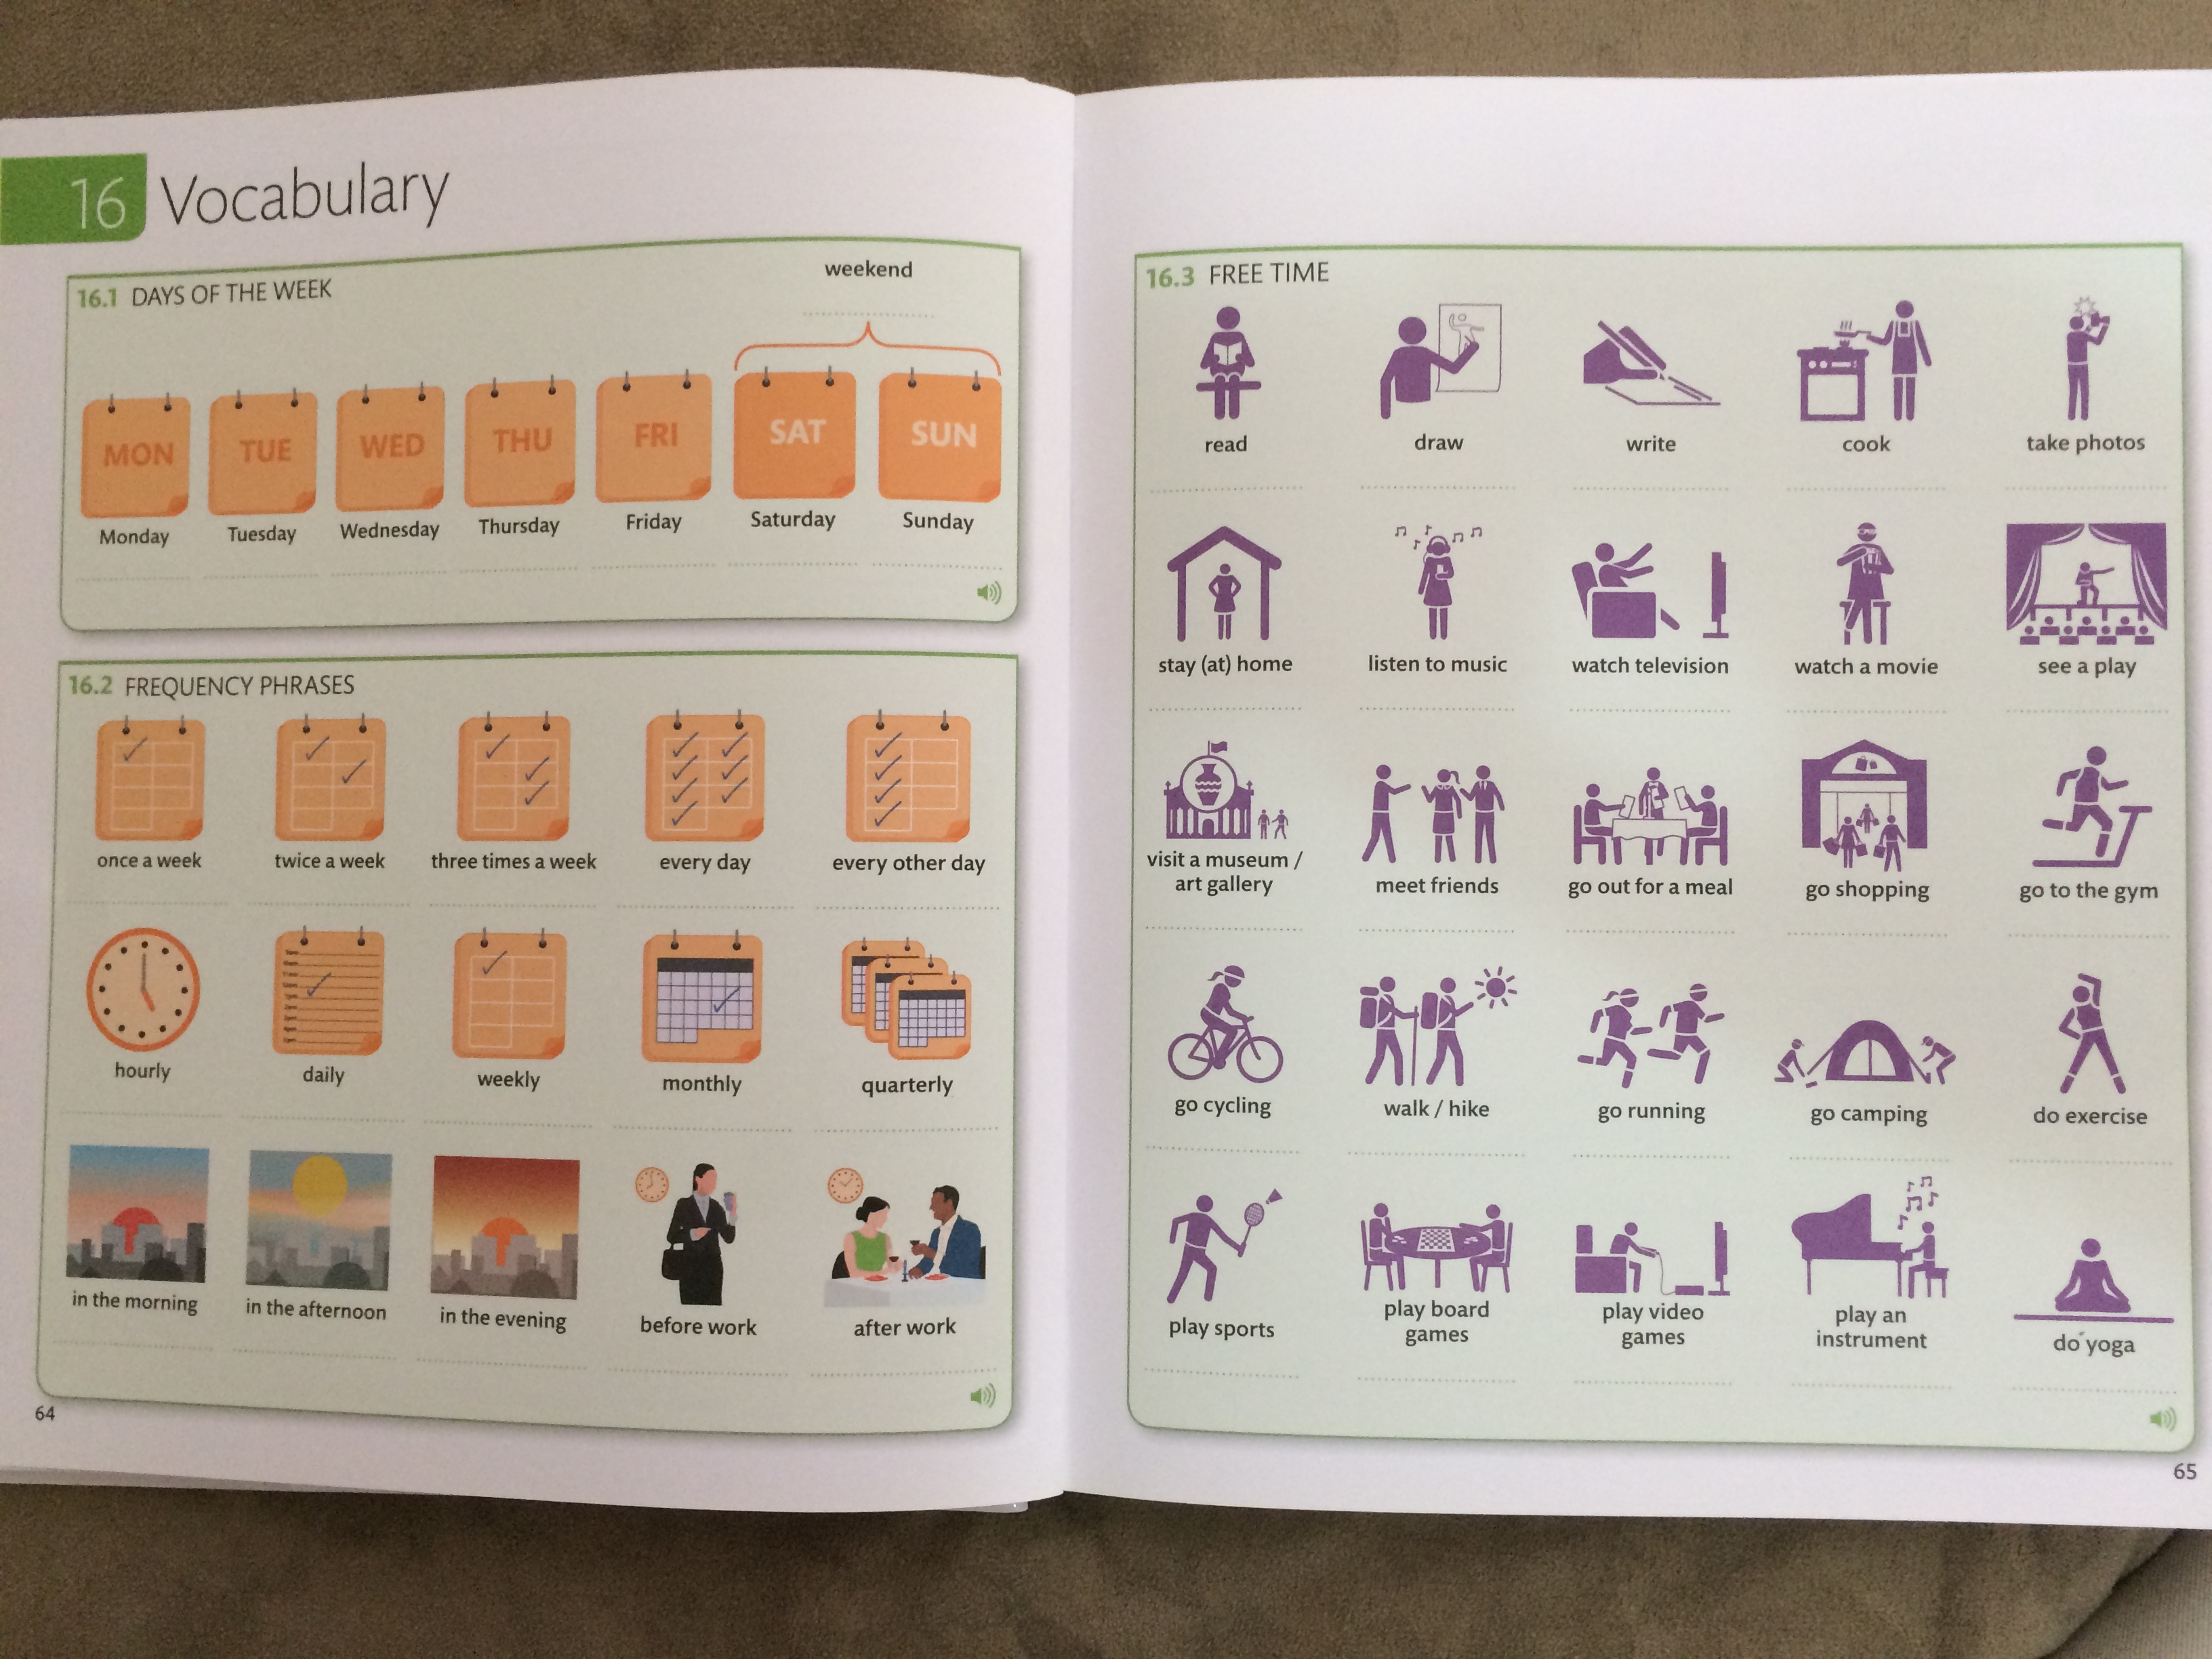 16 Vocabulary
16.1 DAYS OF THE WEEK
weekend
MON TUE WED THU FRI SAT SUN
Monday Tuesday Wednesday Thursday Friday Saturday Sunday
16.2 FREQUENCY PHRASES
once a week twice a week three times a week every day every other day
hourly daily weekly monthly quarterly
in the morning in the afternoon in the evening before work after work
64
16.3 FREE TIME
read draw write cook take photos
stay (at) home listen to music watch television watch a movie see a play
visit a museum /
art gallery meet friends go out for a meal go shopping go to the gym
go cycling walk / hike go running go camping do exercise
play sports play board
games play video
games play an
instrument do yoga
65